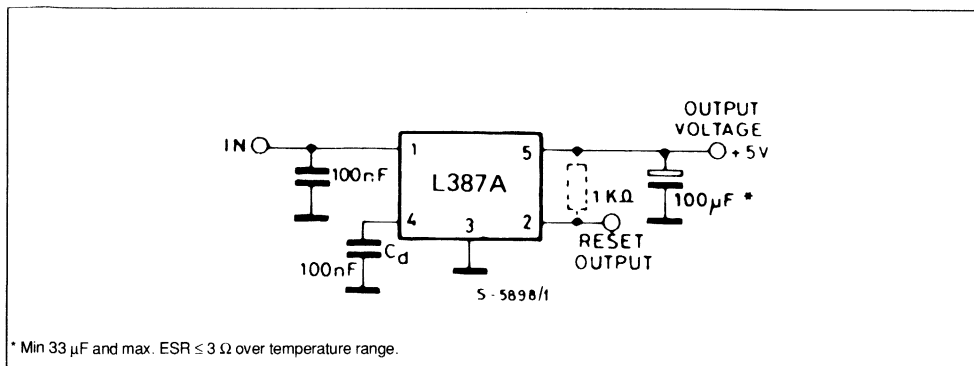 OUTPUT
VOLTAGE
IN
1
5
+5V
100nF
L387A
1KΩ
100µF *
4
3
2
Cd
100nF
RESET
OUTPUT
S-5898/1
* Min 33 µF and max. ESR ≤ 3 Ω over temperature range.